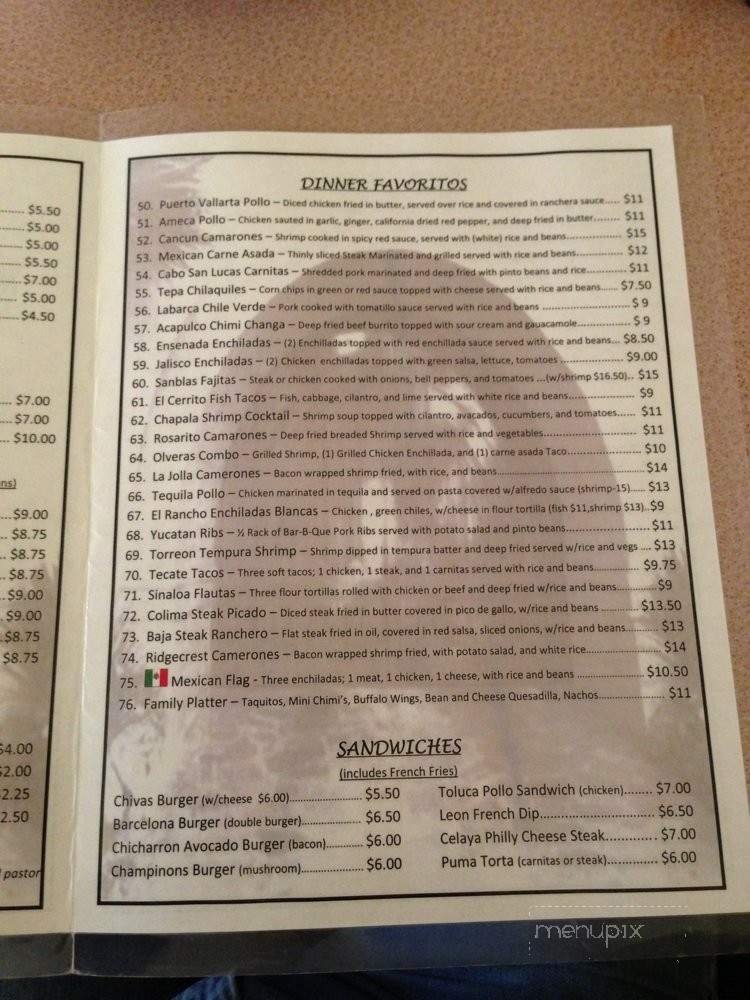 $5.50
$5.00
$5.00
$5.50
$7.00
$5.00
$4.50
$7.00
$7.00
$10.00
ns)
$9.00
$8.75
$8.75
$8.75
$9.00
$9.00
$8.75
$8.75
$4.00
$2.00
2.25
2.50
pastor
DINNER FAVORITOS
50. Puerto Vallarta Pollo – Diced chicken fried in butter, served over rice and covered in ranchera sauce..... $11
51. Ameca Pollo – Chicken sauted in garlic, ginger, california dried red pepper, and deep fried in butter........ $11
52. Cancun Camarones – Shrimp cooked in spicy red sauce, served with (white) rice and beans......................... $15
53. Mexican Carne Asada – Thinly sliced Steak Marinated and grilled served with rice and beans.............. $12
54. Cabo San Lucas Carnitas – Shredded pork marinated and deep fried with pinto beans and rice............. $11
55. Tepa Chilaquiles – Corn chips in green or red sauce topped with cheese served with rice and beans...... $7.50
56. Labarca Chile Verde – Pork cooked with tomatillo sauce served with rice and beans ........................... $ 9
57. Acapulco Chimi Changa – Deep fried beef burrito topped with sour cream and gauacamole................ $ 9
58. Ensenada Enchiladas – (2) Enchilladas topped with red enchillada sauce served with rice and beans... $8.50
59. Jalisco Enchiladas – (2) Chicken enchilladas topped with green salsa, lettuce, tomatoes ................... $9.00
60. Sanblas Fajitas – Steak or chicken cooked with onions, bell peppers, and tomatoes ...(w/shrimp $16.50).. $15
61. El Cerrito Fish Tacos – Fish, cabbage, cilantro, and lime served with white rice and beans.................... $9
62. Chapala Shrimp Cocktail – Shrimp soup topped with cilantro, avacados, cucumbers, and tomatoes...... $11
63. Rosarito Camarones – Deep fried breaded Shrimp served with rice and vegetables............................ $11
64. Olveras Combo – Grilled Shrimp, (1) Grilled Chicken Enchillada, and (1) carne asada Taco....................... $10
65. La Jolla Camerones – Bacon wrapped shrimp fried, with rice, and beans............................................ $14
66. Tequila Pollo – Chicken marinated in tequila and served on pasta covered w/alfredo sauce (shrimp-15)..... $13
67. El Rancho Enchiladas Blancas – Chicken , green chiles, w/cheese in flour tortilla (fish $11,shrimp $13)..$9
68. Yucatan Ribs – ½ Rack of Bar-B-Que Pork Ribs served with potato salad and pinto beans........................ $11
69. Torreon Tempura Shrimp – Shrimp dipped in tempura batter and deep fried served w/rice and vegs .... $13
70. Tecate Tacos – Three soft tacos; 1 chicken, 1 steak, and 1 carnitas served with rice and beans............... $9.75
71. Sinaloa Flautas – Three flour tortillas rolled with chicken or beef and deep fried w/rice and beans............. $9
72. Colima Steak Picado – Diced steak fried in butter covered in pico de gallo, w/rice and beans ............ $13.50
73. Baja Steak Ranchero – Flat steak fried in oil, covered in red salsa, sliced onions, w/rice and beans.......... $13
74. Ridgecrest Camerones – Bacon wrapped shrimp fried, with potato salad, and white rice....................... $14
75. Mexican Flag - Three enchiladas; 1 meat, 1 chicken, 1 cheese, with rice and beans ...................... $10.50
76. Family Platter – Taquitos, Mini Chimi's, Buffalo Wings, Bean and Cheese Quesadilla, Nachos..................... $11
SANDWICHES
(includes French Fries)
Chivas Burger (w/cheese $6.00)........................ $5.50
Barcelona Burger (double burger).................... $6.50
Chicharron Avocado Burger (bacon)............ $6.00
Champinons Burger (mushroom)..................... $6.00
Toluca Pollo Sandwich (chicken)........ $7.00
Leon French Dip............................... $6.50
Celaya Philly Cheese Steak............. $7.00
Puma Torta (carnitas or steak).............. $6.00
menupix